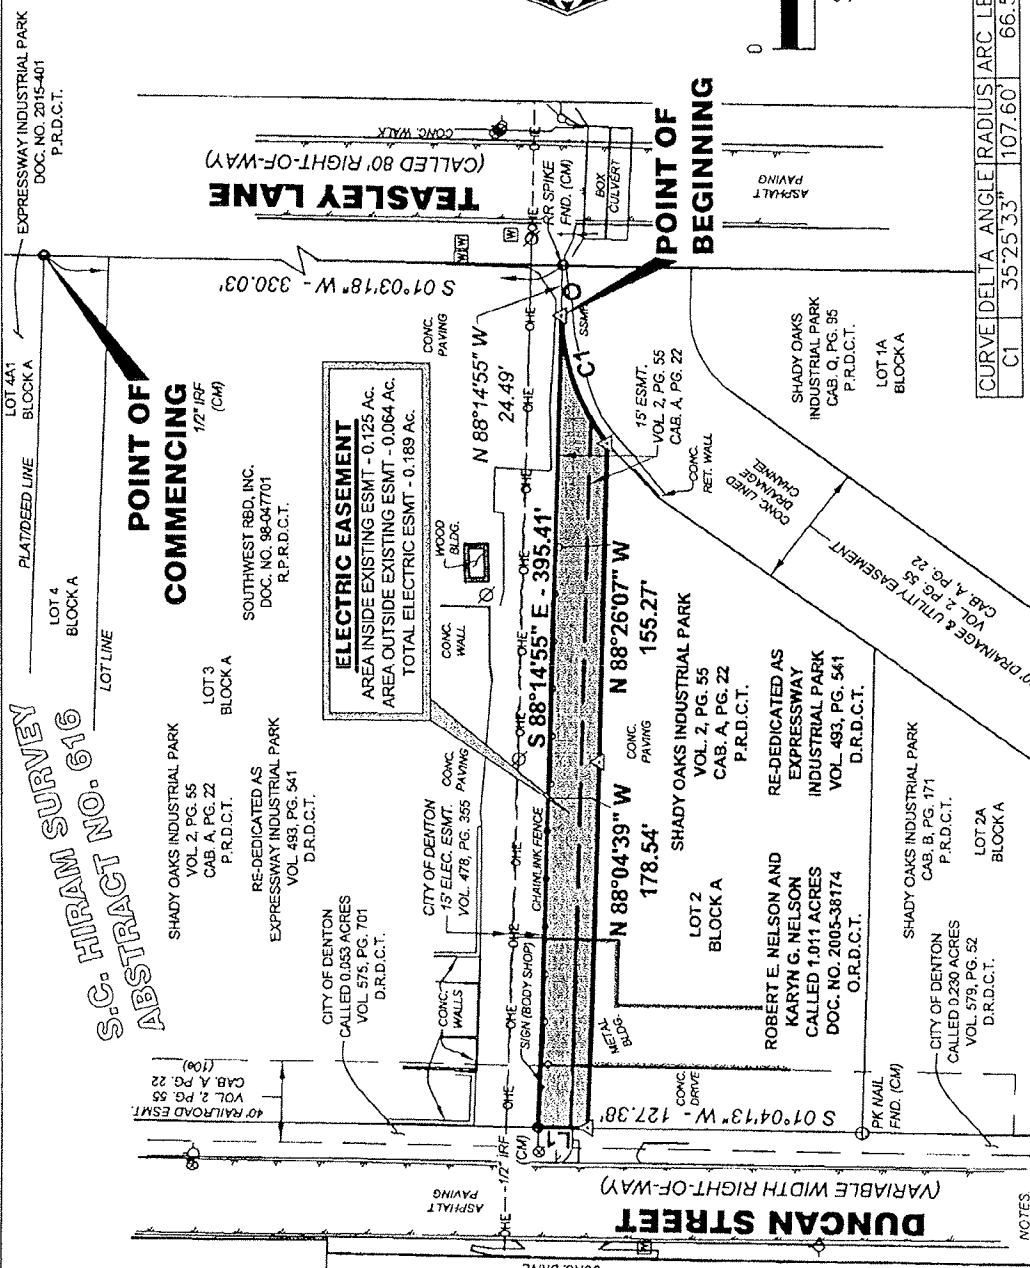 EXPRESSWAY INDUSTRIAL PARK
DOC. NO. 2015-401
P.R.D.C.T.
LOT 4A1
BLOCK A
PLAT/DEED LINE
LOT 4
BLOCK A
LOT LINE
POINT OF
COMMENCING
1/2" IRF
(CM)
S.C. HIRAM SURVEY
ABSTRACT NO. 616
SOUTHWEST RBD, INC.
DOC. NO. 98-047701
R.P.R.D.C.T.
LOT 3
BLOCK A
SHADY OAKS INDUSTRIAL PARK
VOL. 2, PG. 55
CAB. A, PG. 22
P.R.D.C.T.
RE-DEDICATED AS
EXPRESSWAY INDUSTRIAL PARK
VOL 493, PG. 541
D.R.D.C.T.
TEASLEY LANE
(CALLED 80' RIGHT-OF-WAY)
CONC. WALK
S 01°03'18" W - 330.03'
ELECTRIC EASEMENT
AREA INSIDE EXISTING ESMT - 0.125 Ac.
AREA OUTSIDE EXISTING ESMT - 0.064 Ac.
TOTAL ELECTRIC ESMT - 0.189 Ac.
CONC.
PAVING
N 88°14'55" W
24.49'
W
W
W
OHE
OHE
OHE
OHE
OHE
OHE
OHE
OHE
OHE
RR SPIKE
FND. (CM)
BOX
CULVERT
POINT OF
BEGINNING
ASPHALT
PAVING
0
WOOD
BLDG.
CONC.
WALL
CONC.
PAVING
CITY OF DENTON
15' ELEC. ESMT.
VOL. 478, PG. 355
CITY OF DENTON
CALLED 0.053 ACRES
VOL 575, PG. 701
D.R.D.C.T.
CONC.
WALLS
40' RAILROAD ESMT.
VOL. 2, PG. 55
CAB. A, PG. 22
(10e)
CHAINLINK FENCE
SIGN (BODY SHOP)
S 88°14'55" E - 395.41'
SSMH
C1
15' ESMT.
VOL. 2, PG. 55
CAB. A, PG. 22
CONC.
RET. WALL
CONC. LINED
DRAINAGE
CHANNEL
DRAINAGE & UTILITY EASEMENT
VOL. 2, PG. 55
CAB. A, PG. 22
N 88°26'07" W
155.27'
CONC.
PAVING
N 88°04'39" W
178.54'
SHADY OAKS INDUSTRIAL PARK
VOL. 2, PG. 55
CAB. A, PG. 22
P.R.D.C.T.
RE-DEDICATED AS
EXPRESSWAY
INDUSTRIAL PARK
VOL 493, PG. 541
D.R.D.C.T.
LOT 2
BLOCK A
ROBERT E. NELSON AND
KARYN G. NELSON
CALLED 1.011 ACRES
DOC. NO. 2005-38174
O.R.D.C.T.
METAL
BLDG.
CONC.
DRIVE
S 01°04'13" W - 127.38'
L1
1/2" IRF
(CM)
PK NAIL
FND. (CM)
CITY OF DENTON
CALLED 0.230 ACRES
VOL. 579, PG. 52
D.R.D.C.T.
SHADY OAKS INDUSTRIAL PARK
CAB. B, PG. 171
P.R.D.C.T.
LOT 2A
BLOCK A
SHADY OAKS
INDUSTRIAL PARK
CAB. Q, PG. 95
P.R.D.C.T.
LOT 1A
BLOCK A
ASPHALT
PAVING
DUNCAN STREET
(VARIABLE WIDTH RIGHT-OF-WAY)
W
CURVE DELTA ANGLE RADIUS ARC
C1 35°25'33" 107.60'
NOTES